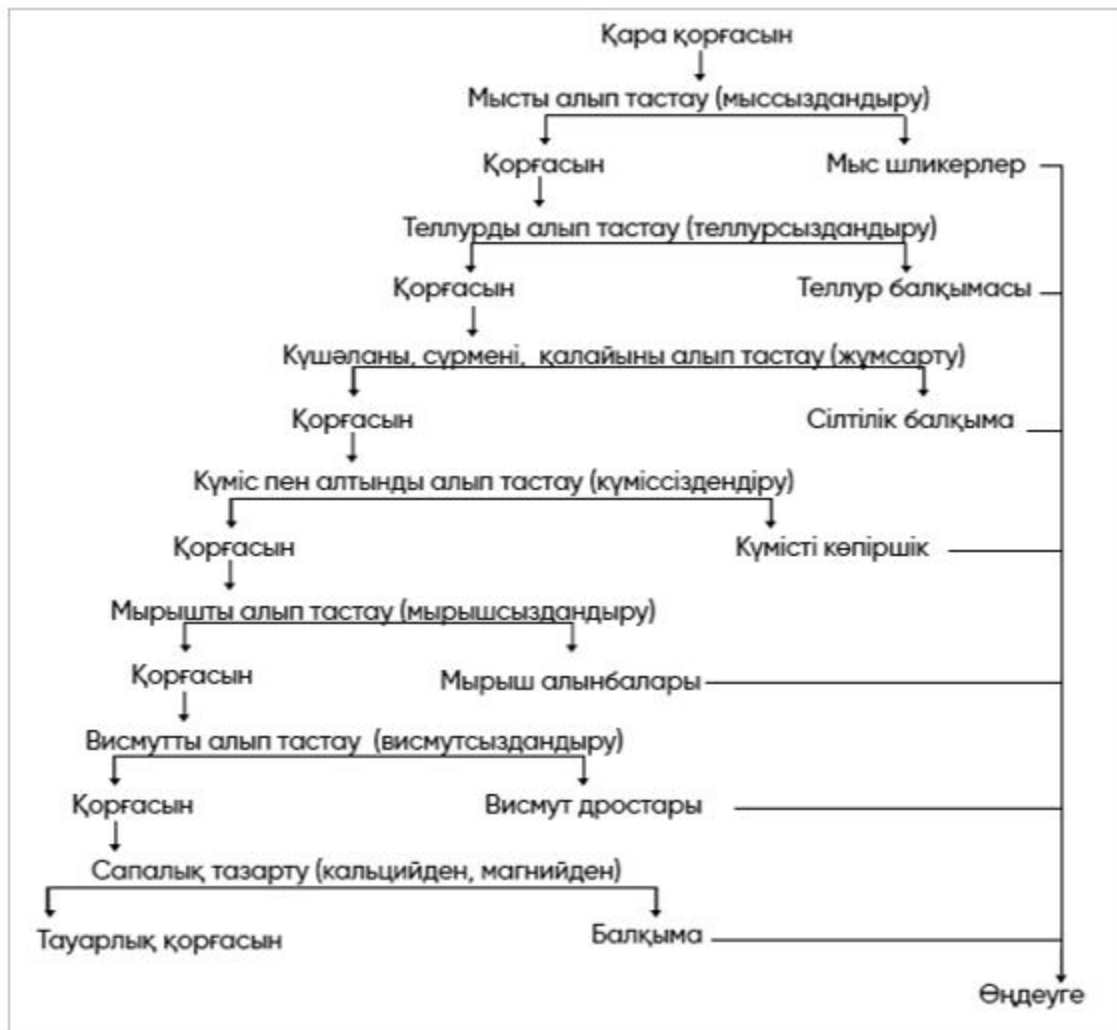 Қара қорғасын
Мысты алып тастау (мыссыздандыру)
Қорғасын Мыс шликерлер
Теллурды алып тастау (теллурсыздандыру)
Қорғасын Теллур балқымасы
Күшәланы, сүрмені, қалайыны алып тастау (жұмсарту)
Қорғасын Сілтілік балқыма
Күміс пен алтынды алып тастау (күміссіздендіру)
Қорғасын Күмісті көпіршік
Мырышты алып тастау (мырышсыздандыру)
Қорғасын Мырыш алынбалары
Висмутты алып тастау (висмутсыздандыру)
Қорғасын Висмут дростары
Сапалық тазарту (кальцийден, магнийден)
Тауарлық қорғасын Балқыма
Өңдеуге